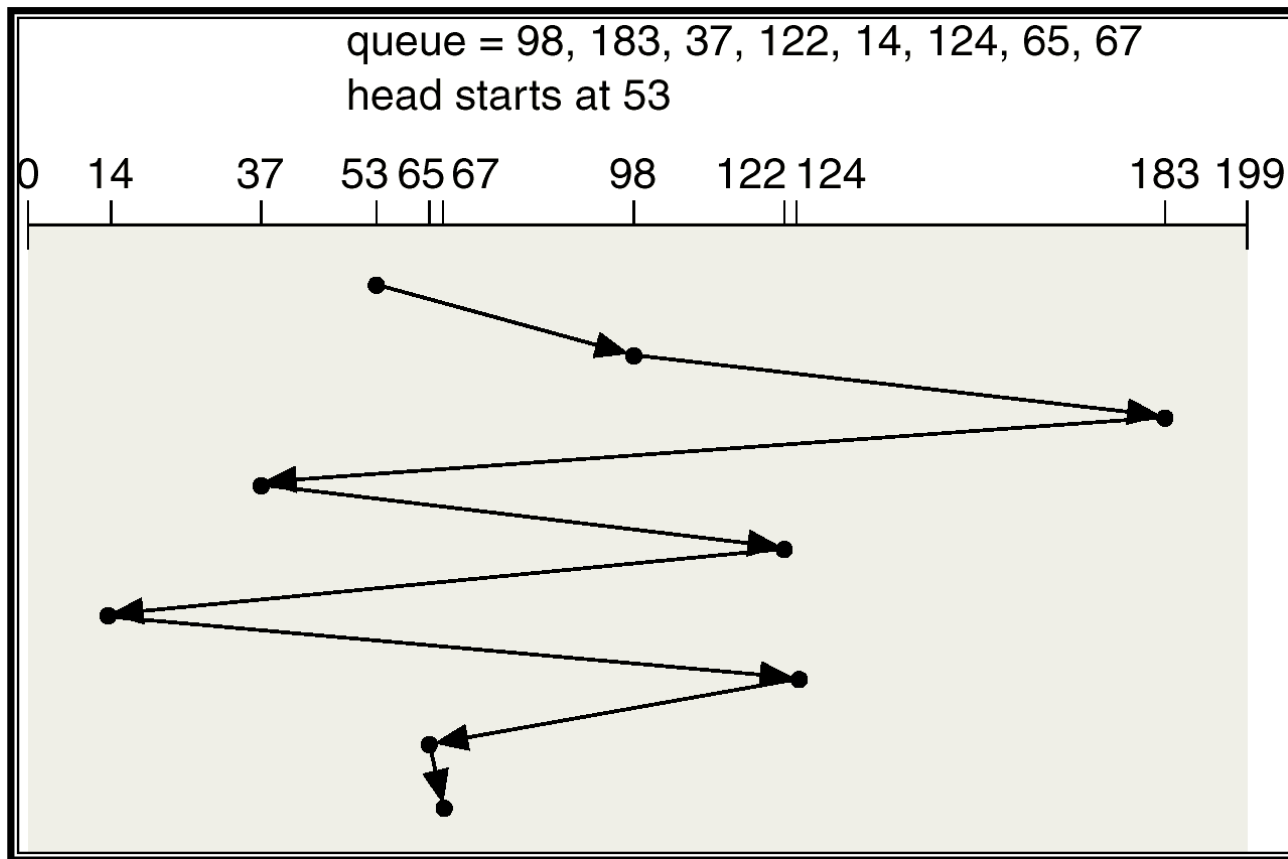 queue = 98, 183, 37, 122, 14, 124, 65, 67
head starts at 53
0 14 37 53 65 67 98 122 124 183 199